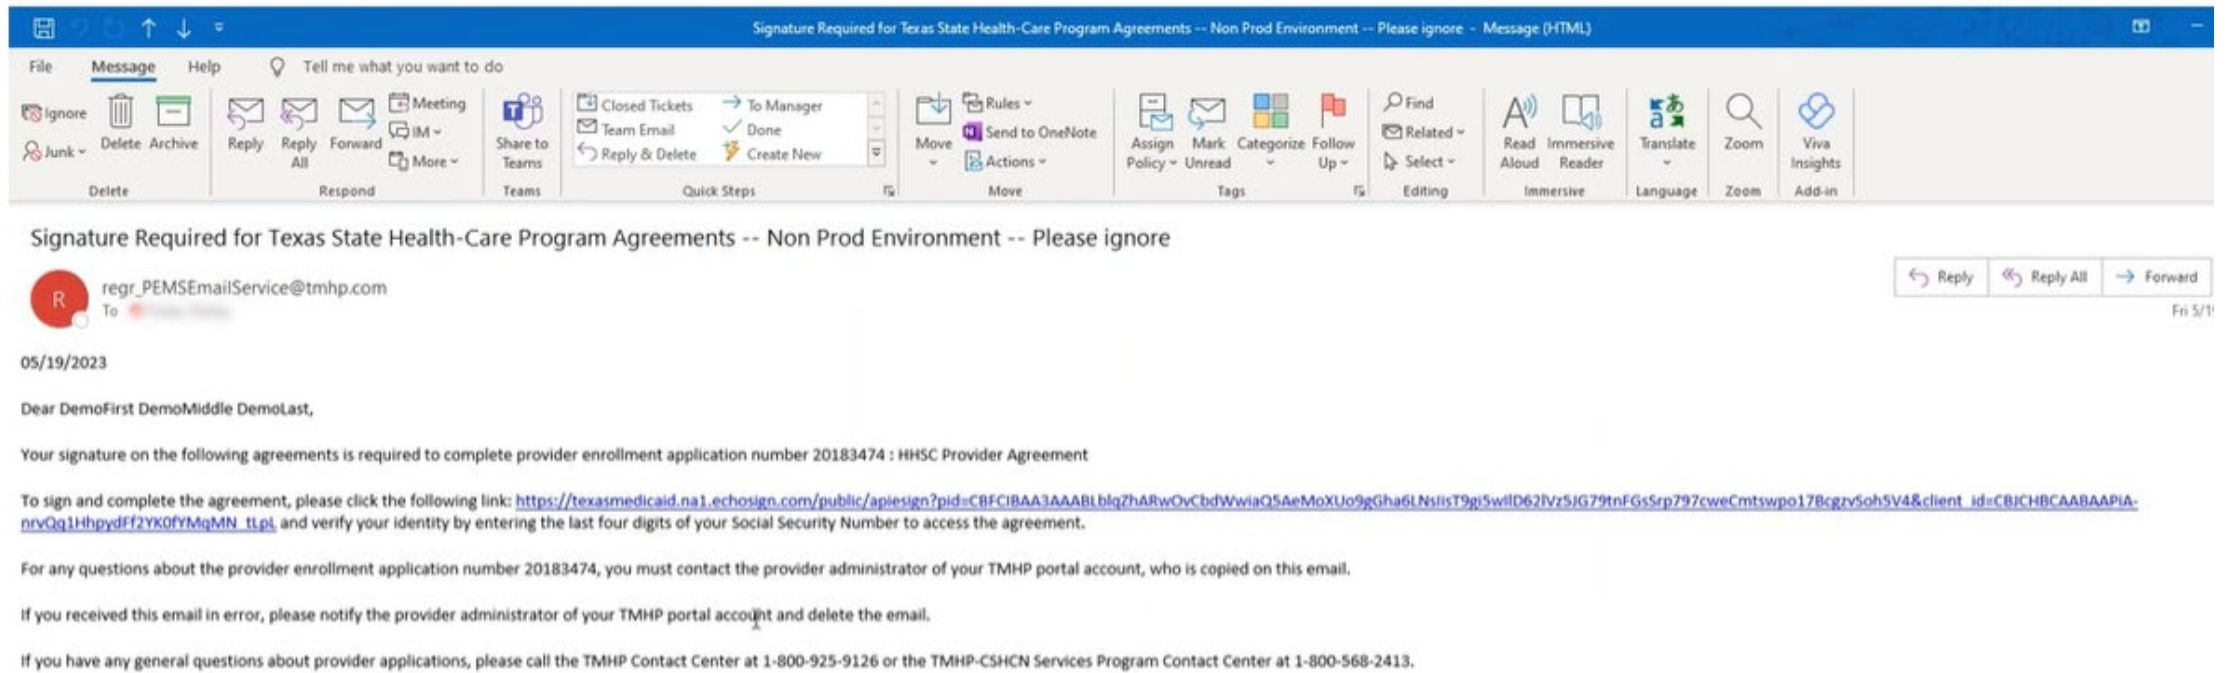 Signature Required for Texas State Health-Care Program Agreements -- Non Prod Environment -- Please ignore - Message (HTML)
File Message Help Tell me what you want to do
Ignore
Junk
Delete Archive
Delete
Reply Reply All Forward
Meeting
IM
More
Respond
Share to Teams
Teams
Closed Tickets To Manager
Team Email Done
Reply & Delete Create New
Quick Steps
Move
Rules
Send to OneNote
Actions
Move
Assign Policy Mark Unread Categorize Follow Up
Tags
Find
Related
Select
Editing
Read Aloud Immersive Reader
Immersive
Translate
Language
Zoom
Zoom
Viva Insights
Add-in
Signature Required for Texas State Health-Care Program Agreements -- Non Prod Environment -- Please ignore
R
regr_PEMSEmailService@tmhp.com
To
Reply Reply All Forward
Fri 5/19
05/19/2023
Dear DemoFirst DemoMiddle DemoLast,
Your signature on the following agreements is required to complete provider enrollment application number 20183474 : HHSC Provider Agreement
To sign and complete the agreement, please click the following link:
and verify your identity by entering the last four digits of your Social Security Number to access the agreement.
For any questions about the provider enrollment application number 20183474, you must contact the provider administrator of your TMHP portal account, who is copied on this email.
If you received this email in error, please notify the provider administrator of your TMHP portal account and delete the email.
If you have any general questions about provider applications, please call the TMHP Contact Center at 1-800-925-9126 or the TMHP-CSHCN Services Program Contact Center at 1-800-568-2413.